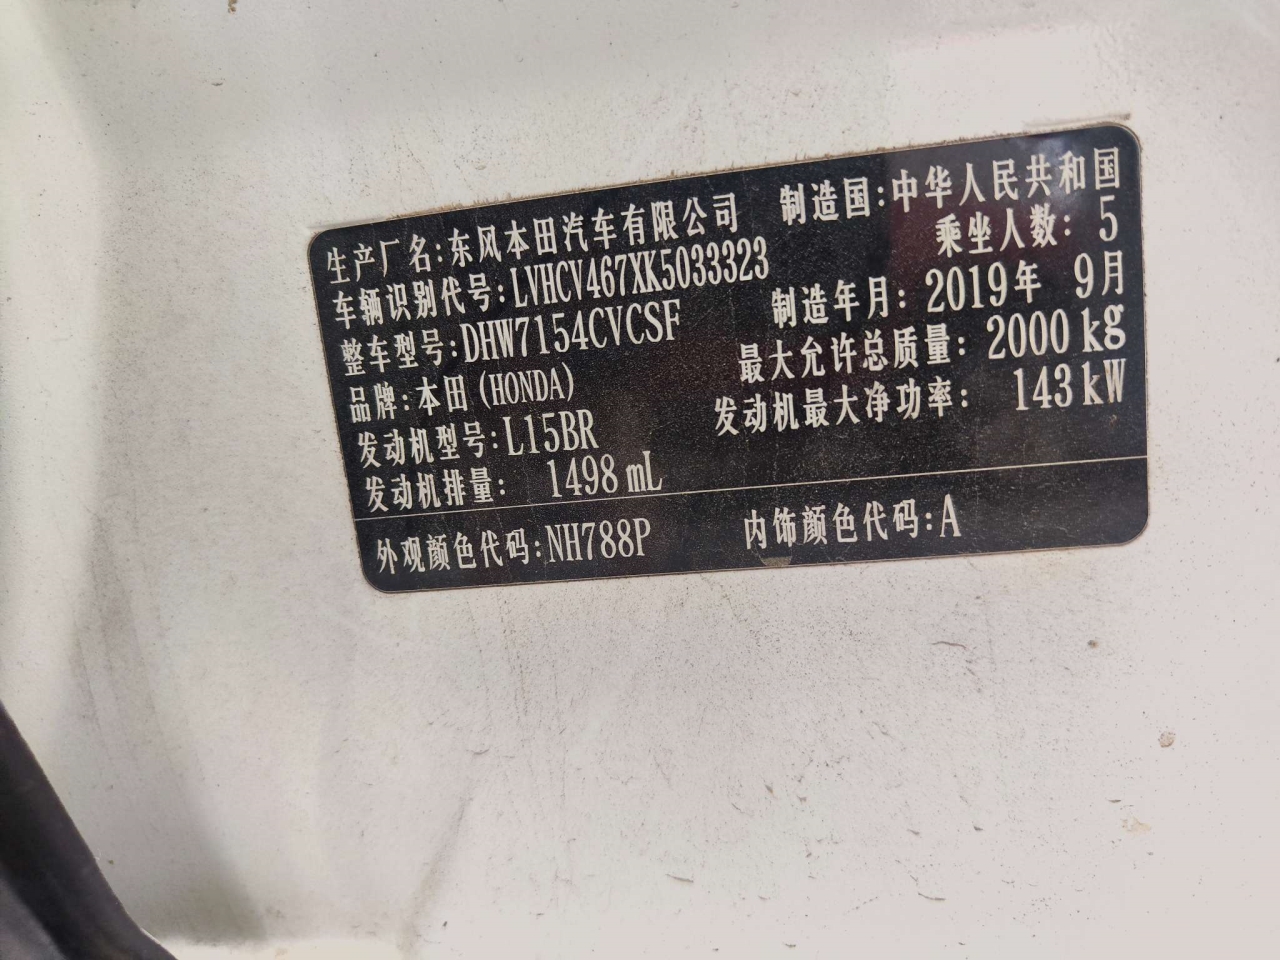 生产厂名:东风本田汽车有限公司 制造国:中华人民共和国
车辆识别代号:LVHCV467XK5033323 乘坐人数: 5
整车型号:DHW7154CVCSF 制造年月: 2019年 9月
品牌:本田 (HONDA) 最大允许总质量: 2000 kg
发动机型号:L15BR 发动机最大净功率: 143kW
发动机排量: 1498 mL
外观颜色代码:NH788P 内饰颜色代码:A